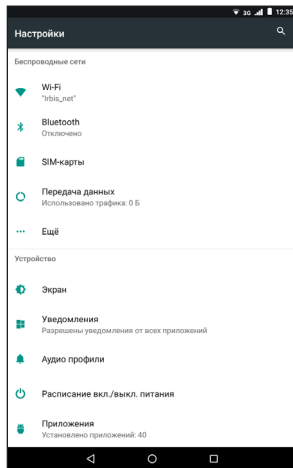 3G 12:35
Настройки
Беспроводные сети
Wi-Fi
"Irbis_net"
Bluetooth
Отключено
SIM-карты
Передача данных
Использовано трафика: 0 Б
Ещё
Устройство
Экран
Уведомления
Разрешены уведомления от всех приложений
Аудио профили
Расписание вкл./выкл. питания
Приложения
Установлено приложений: 40